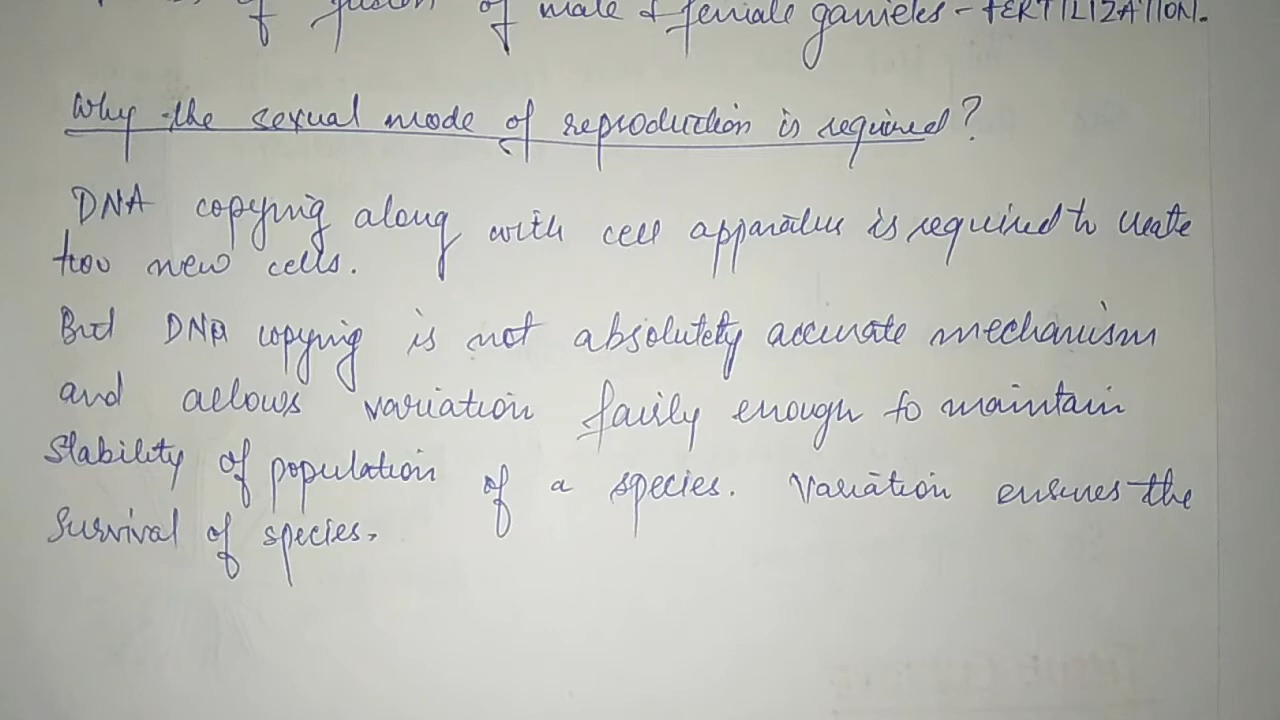 of fusion of male & female gametes - FERTILIZATION.
Why the sexual mode of reproduction is required?
DNA copying along with cell apparatus is required to create
two new cells.
But DNA copying is not absolutely accurate mechanism
and allows variation fairly enough to maintain
stability of population of a species. Variation ensures the
survival of species.